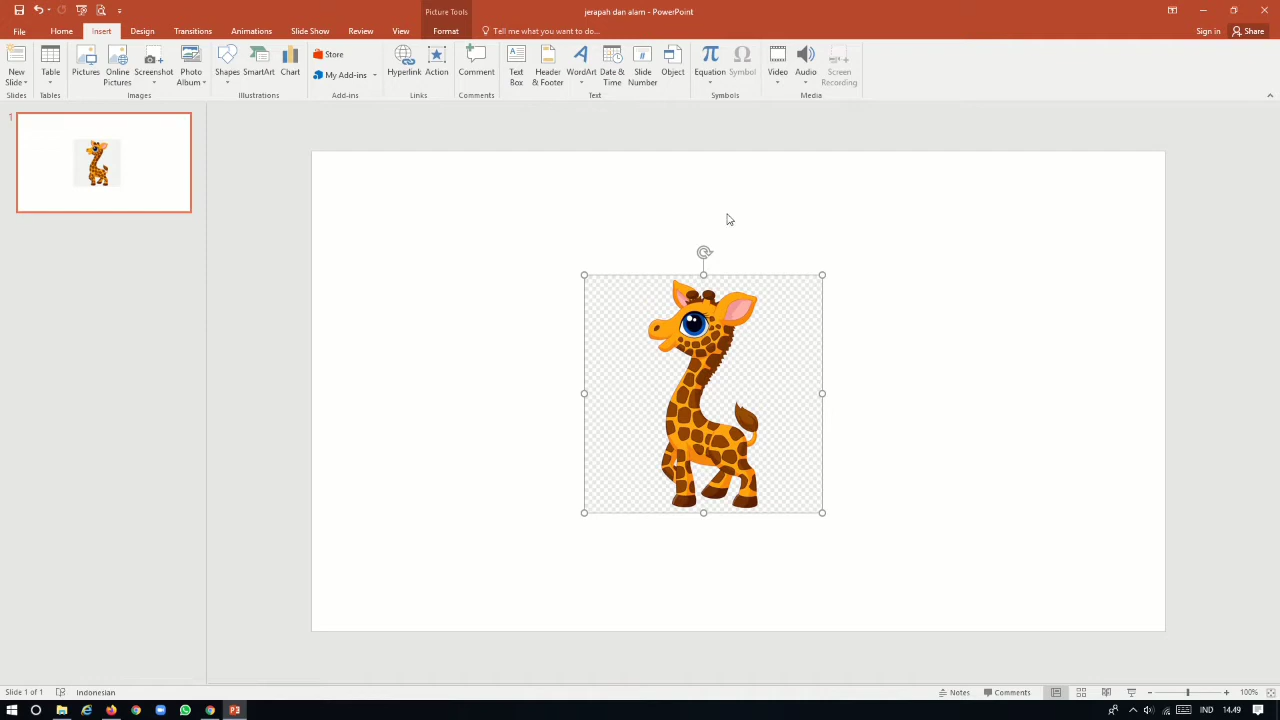 jerapah dan alam - PowerPoint
Picture Tools
File Home Insert Design Transitions Animations Slide Show Review View Format Tell me what you want to do... Sign in Share
New Slide Table Pictures Online Pictures Screenshot Photo Album Shapes SmartArt Chart Store My Add-ins Hyperlink Action Comment Text Box Header & Footer WordArt Date & Time Slide Number Object Equation Symbol Video Audio Screen Recording
Slides Tables Images Illustrations Add-ins Links Comments Text Symbols Media
1
Slide 1 of 1 Indonesian Notes Comments 100%
IND 14.49